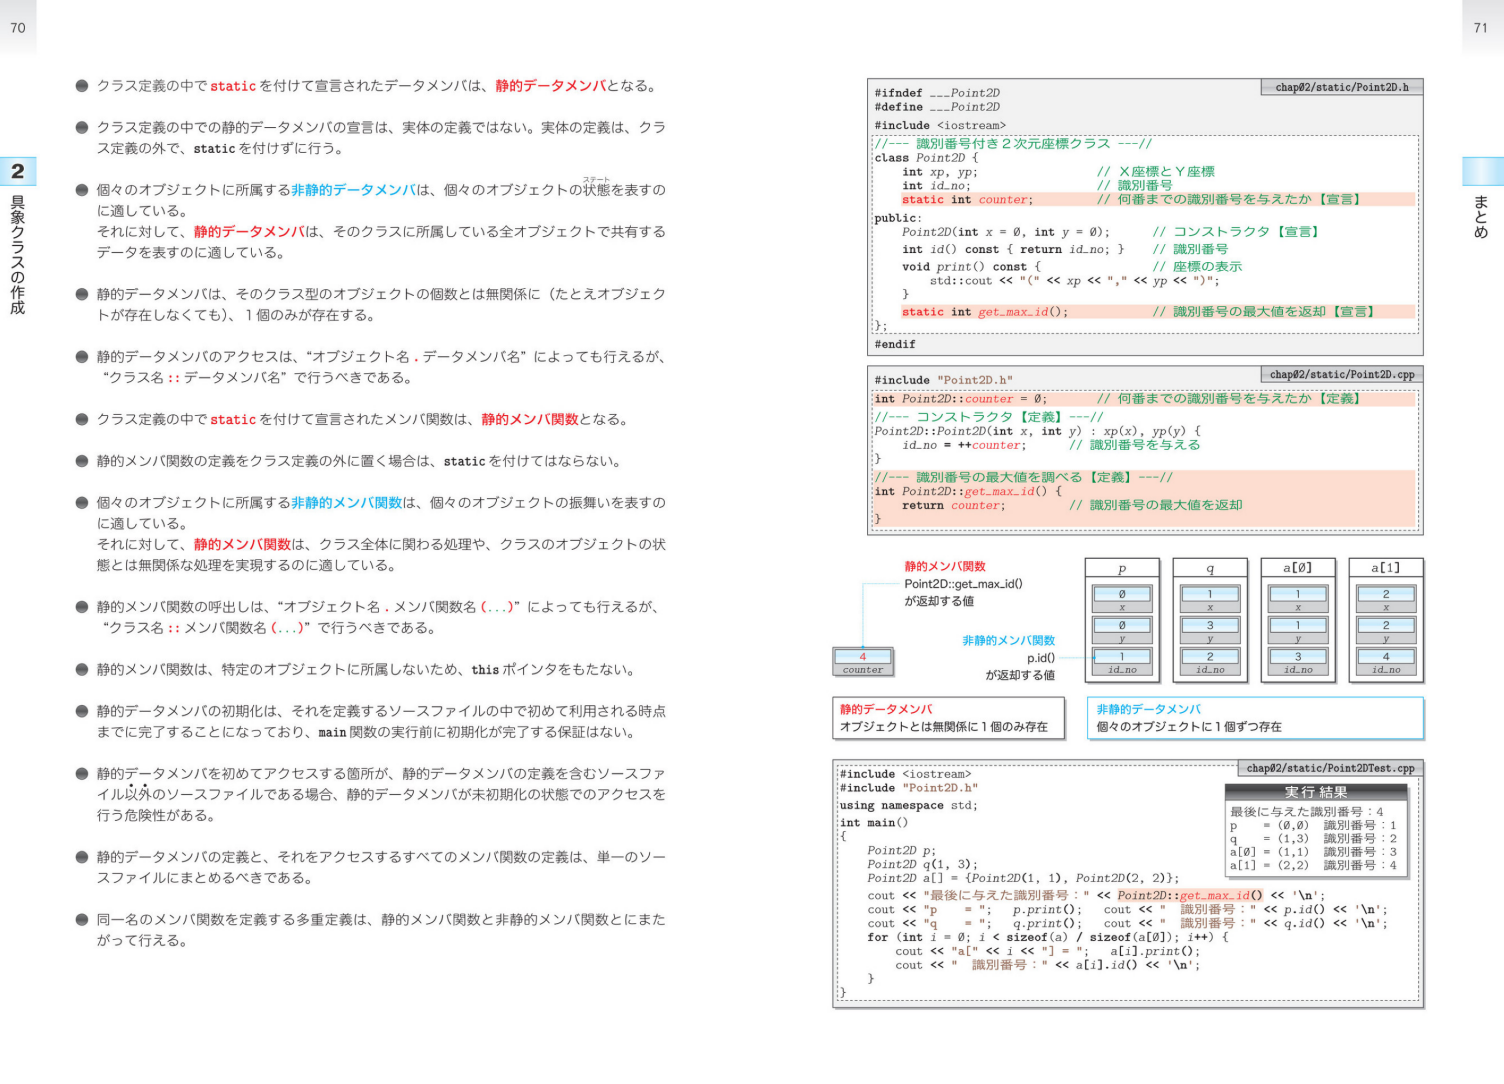 70
2
具象クラスの作成
● クラス定義の中で static を付けて宣言されたデータメンバは、静的データメンバとなる。
● クラス定義の中での静的データメンバの宣言は、実体の定義ではない。実体の定義は、クラ
ス定義の外で、static を付けずに行う。
● 個々のオブジェクトに所属する非静的データメンバは、個々のオブジェクトの状態を表すの
ステート
に適している。
それに対して、静的データメンバは、そのクラスに所属している全オブジェクトで共有する
データを表すのに適している。
● 静的データメンバは、そのクラス型のオブジェクトの個数とは無関係に（たとえオブジェク
トが存在しなくても）、1個のみが存在する。
● 静的データメンバのアクセスは、“オブジェクト名 . データメンバ名”によっても行えるが、
“クラス名 :: データメンバ名”で行うべきである。
● クラス定義の中で static を付けて宣言されたメンバ関数は、静的メンバ関数となる。
● 静的メンバ関数の定義をクラス定義の外に置く場合は、static を付けてはならない。
● 個々のオブジェクトに所属する非静的メンバ関数は、個々のオブジェクトの振舞いを表すの
に適している。
それに対して、静的メンバ関数は、クラス全体に関わる処理や、クラスのオブジェクトの状
態とは無関係な処理を実現するのに適している。
● 静的メンバ関数の呼出しは、“オブジェクト名 . メンバ関数名 (...)”によっても行えるが、
“クラス名 :: メンバ関数名 (...)”で行うべきである。
● 静的メンバ関数は、特定のオブジェクトに所属しないため、this ポインタをもたない。
● 静的データメンバの初期化は、それを定義するソースファイルの中で初めて利用される時点
までに完了することになっており、main 関数の実行前に初期化が完了する保証はない。
● 静的データメンバを初めてアクセスする箇所が、静的データメンバの定義を含むソースファ
イル以外のソースファイルである場合、静的データメンバが未初期化の状態でのアクセスを
行う危険性がある。
● 静的データメンバの定義と、それをアクセスするすべてのメンバ関数の定義は、単一のソー
スファイルにまとめるべきである。
● 同一名のメンバ関数を定義する多重定義は、静的メンバ関数と非静的メンバ関数とにまた
がって行える。
71
まとめ
chap02/static/Point2D.h
#ifndef ___Point2D
#define ___Point2D
#include <iostream>
//--- 識別番号付き２次元座標クラス ---//
class Point2D {
int xp, yp; // X座標とY座標
int id_no; // 識別番号
static int counter; // 何番までの識別番号を与えたか【宣言】
public:
Point2D(int x = 0, int y = 0); // コンストラクタ【宣言】
int id() const { return id_no; } // 識別番号
void print() const { // 座標の表示
std::cout << "(" << xp << "," << yp << ")";
}
static int get_max_id(); // 識別番号の最大値を返却【宣言】
};
#endif
chap02/static/Point2D.cpp
#include "Point2D.h"
int Point2D::counter = 0; // 何番までの識別番号を与えたか【定義】
//--- コンストラクタ【定義】---//
Point2D::Point2D(int x, int y) : xp(x), yp(y) {
id_no = ++counter; // 識別番号を与える
}
//--- 識別番号の最大値を調べる【定義】---//
int Point2D::get_max_id() {
return counter; // 識別番号の最大値を返却
}
静的メンバ関数
Point2D::get_max_id()
が返却する値
4
counter
非静的メンバ関数
p.id()
が返却する値
p q a[0] a[1]
0 1 1 2
x x x x
0 3 1 2
y y y y
1 2 3 4
id_no id_no id_no id_no
静的データメンバ
オブジェクトとは無関係に１個のみ存在
非静的データメンバ
個々のオブジェクトに１個ずつ存在
chap02/static/Point2DTest.cpp
#include <iostream>
#include "Point2D.h"
using namespace std;
int main()
{
Point2D p;
Point2D q(1, 3);
Point2D a[] = {Point2D(1, 1), Point2D(2, 2)};
cout << "最後に与えた識別番号：" << Point2D::get_max_id() << '\n';
cout << "p    = "; p.print(); cout << "  識別番号：" << p.id() << '\n';
cout << "q    = "; q.print(); cout << "  識別番号：" << q.id() << '\n';
for (int i = 0; i < sizeof(a) / sizeof(a[0]); i++) {
cout << "a[" << i << "] = "; a[i].print();
cout << "  識別番号：" << a[i].id() << '\n';
}
}
実行結果
最後に与えた識別番号：4
p    = (0,0)  識別番号：1
q    = (1,3)  識別番号：2
a[0] = (1,1)  識別番号：3
a[1] = (2,2)  識別番号：4